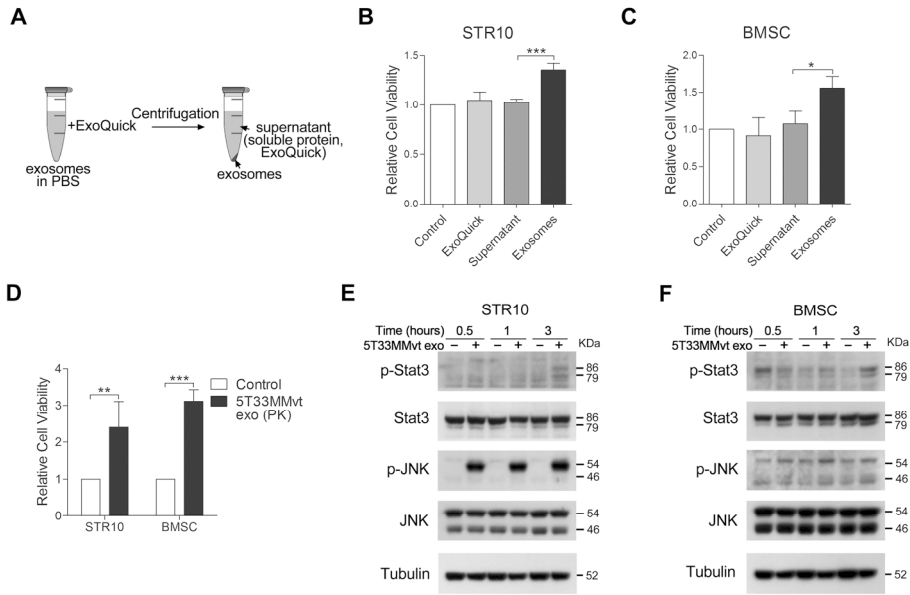 A
+ExoQuick
Centrifugation
supernatant
(soluble protein,
ExoQuick)
exosomes
exosomes
in PBS
B
STR10
Relative Cell Viability
1.5
1.0
0.5
0.0
***
Control
ExoQuick
Supernatant
Exosomes
C
BMSC
Relative Cell Viability
2.0
1.5
1.0
0.5
0.0
*
Control
ExoQuick
Supernatant
Exosomes
D
Relative Cell Viability
4
3
2
1
0
**
***
Control
5T33MMvt
exo (PK)
STR10
BMSC
E
STR10
Time (hours) 0.5 1 3
5T33MMvt exo − + − + − + KDa
p-Stat3
86
79
Stat3
86
79
p-JNK
54
46
JNK
54
46
Tubulin
52
F
BMSC
Time (hours) 0.5 1 3
5T33MMvt exo − + − + − + KDa
p-Stat3
86
79
Stat3
86
79
p-JNK
54
46
JNK
54
46
Tubulin
52